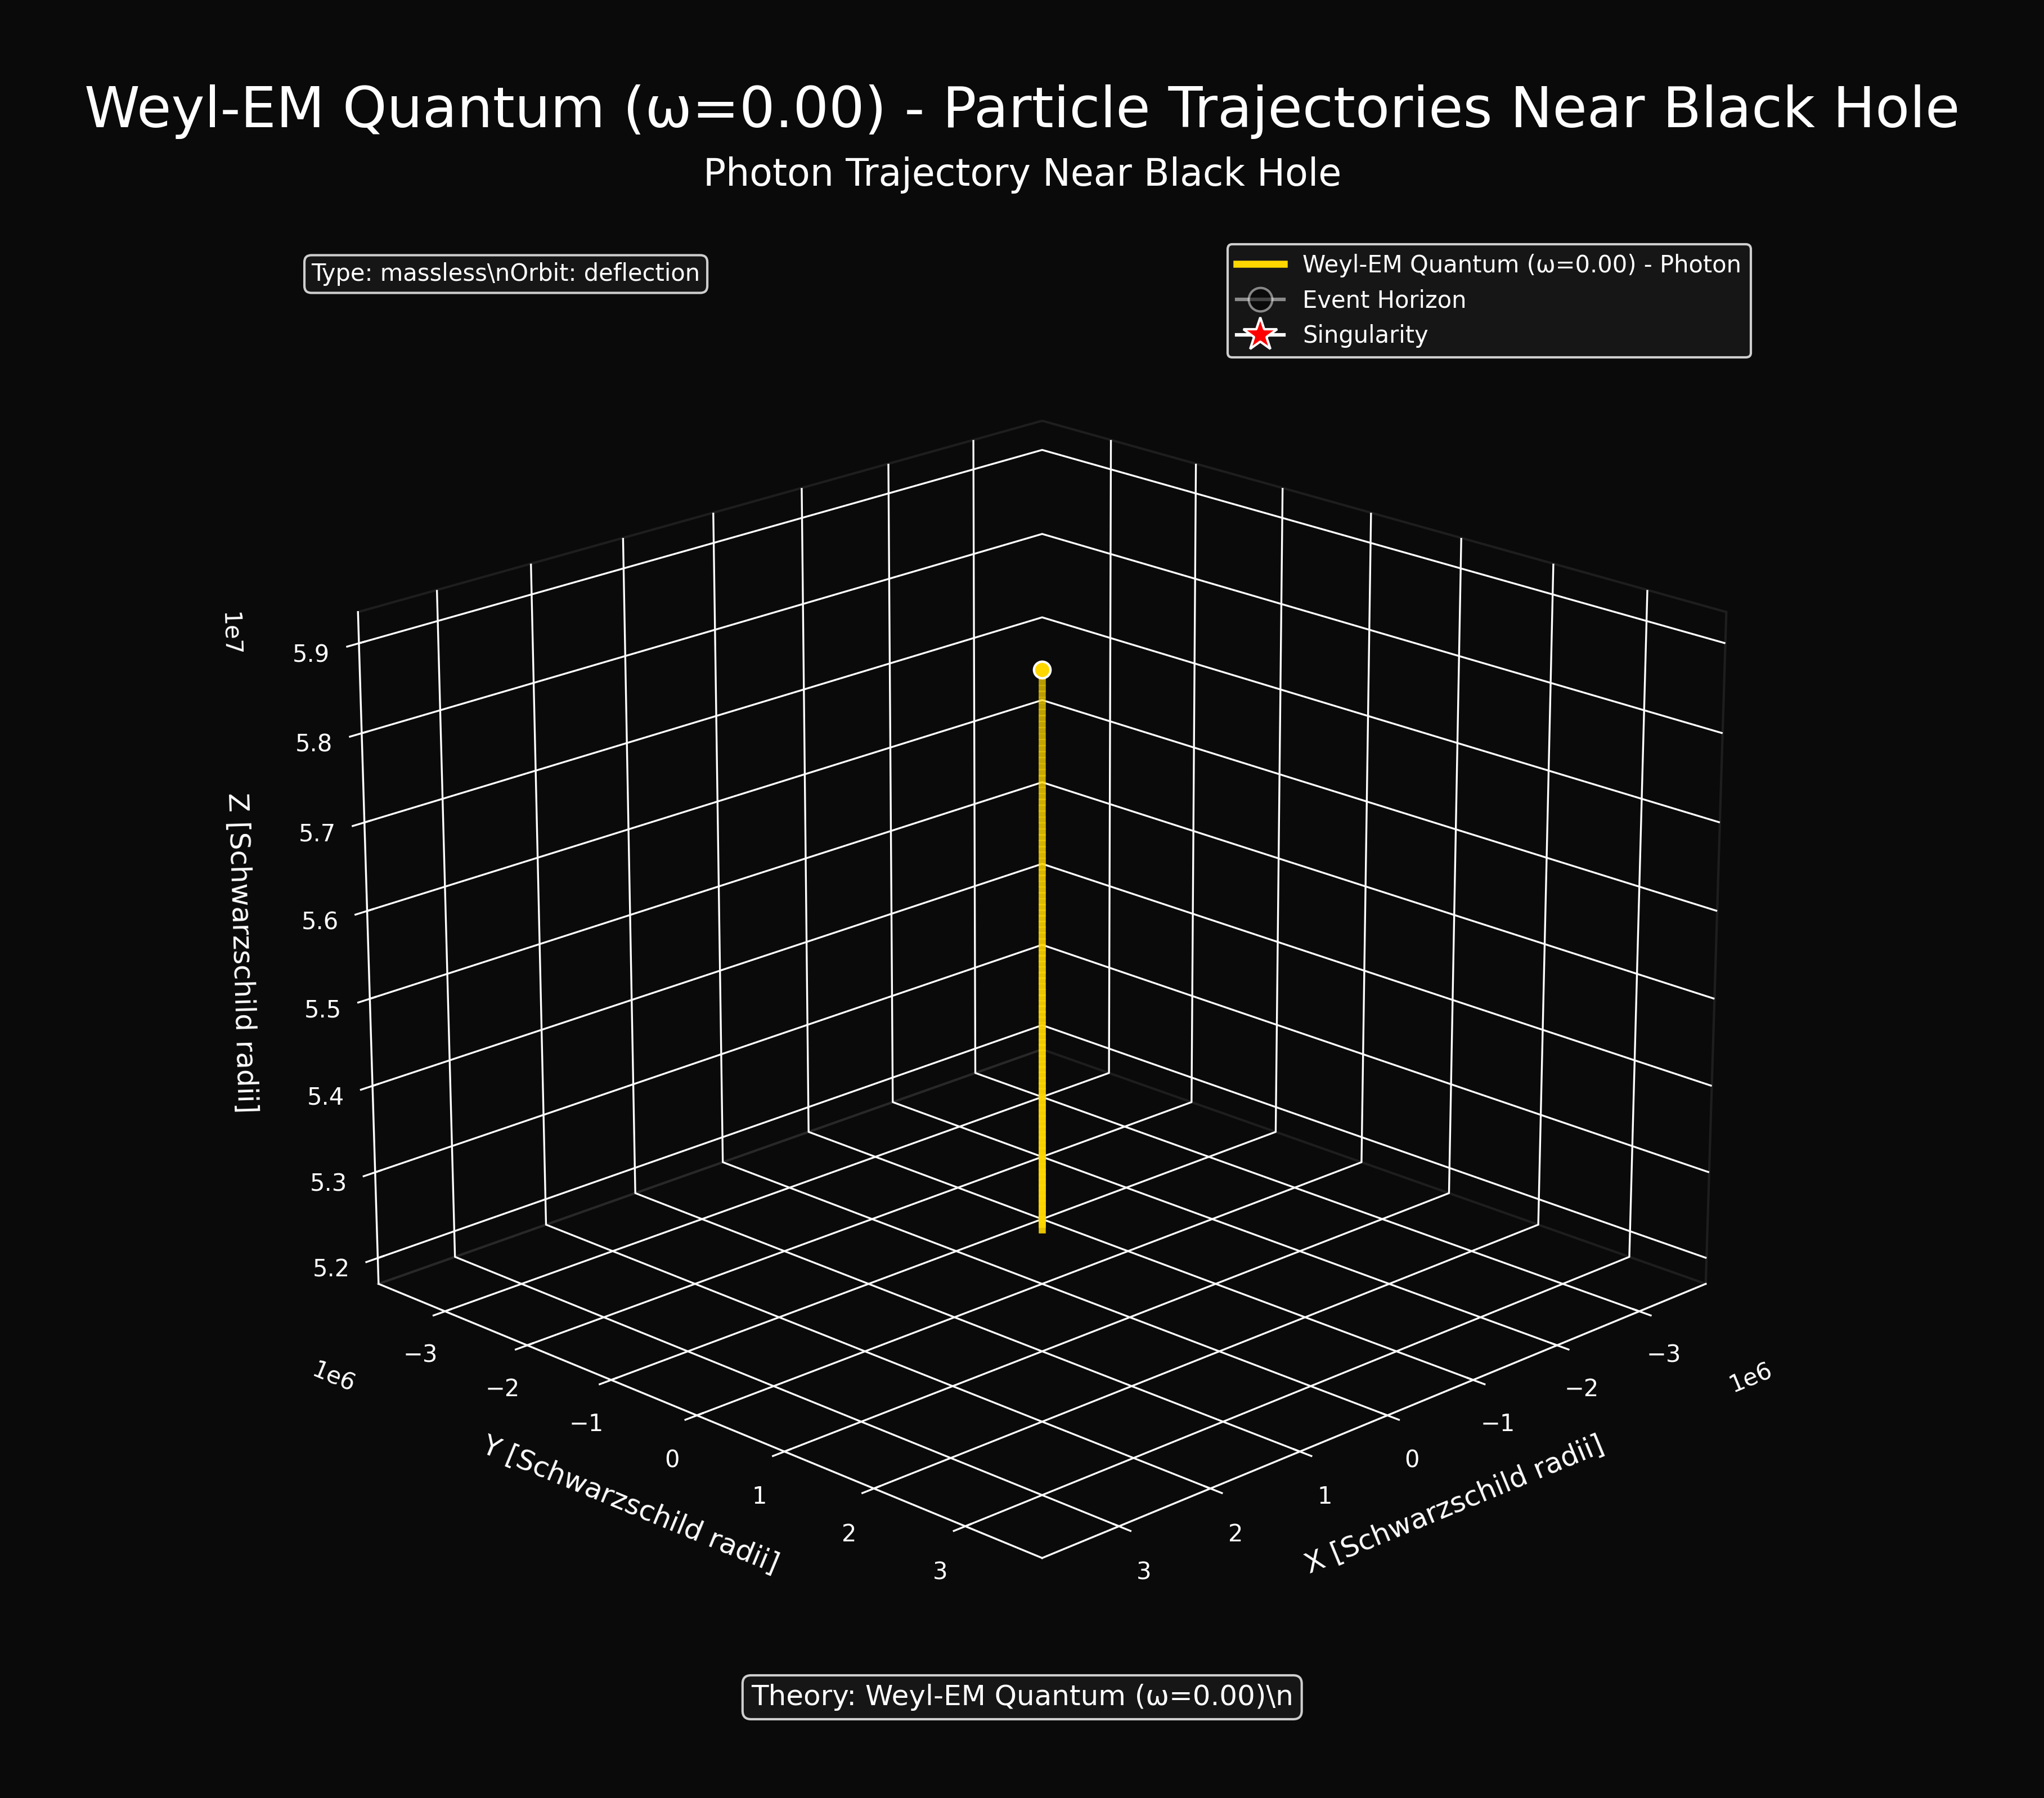 Weyl-EM Quantum (ω=0.00) - Particle Trajectories Near Black Hole
Photon Trajectory Near Black Hole
Type: massless\nOrbit: deflection
Weyl-EM Quantum (ω=0.00) - Photon
Event Horizon
Singularity
1e7
5.9
5.8
5.7
5.6
5.5
5.4
5.3
5.2
Z [Schwarzschild radii]
1e6
−3
−2
−1
0
1
2
3
Y [Schwarzschild radii]
3
2
1
0
−1
−2
−3
1e6
X [Schwarzschild radii]
Theory: Weyl-EM Quantum (ω=0.00)\n